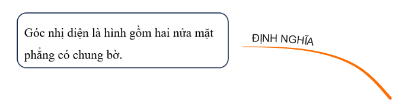 Góc nhị diện là hình gồm hai nửa mặt
phẳng có chung bờ.
ĐỊNH NGHĨA